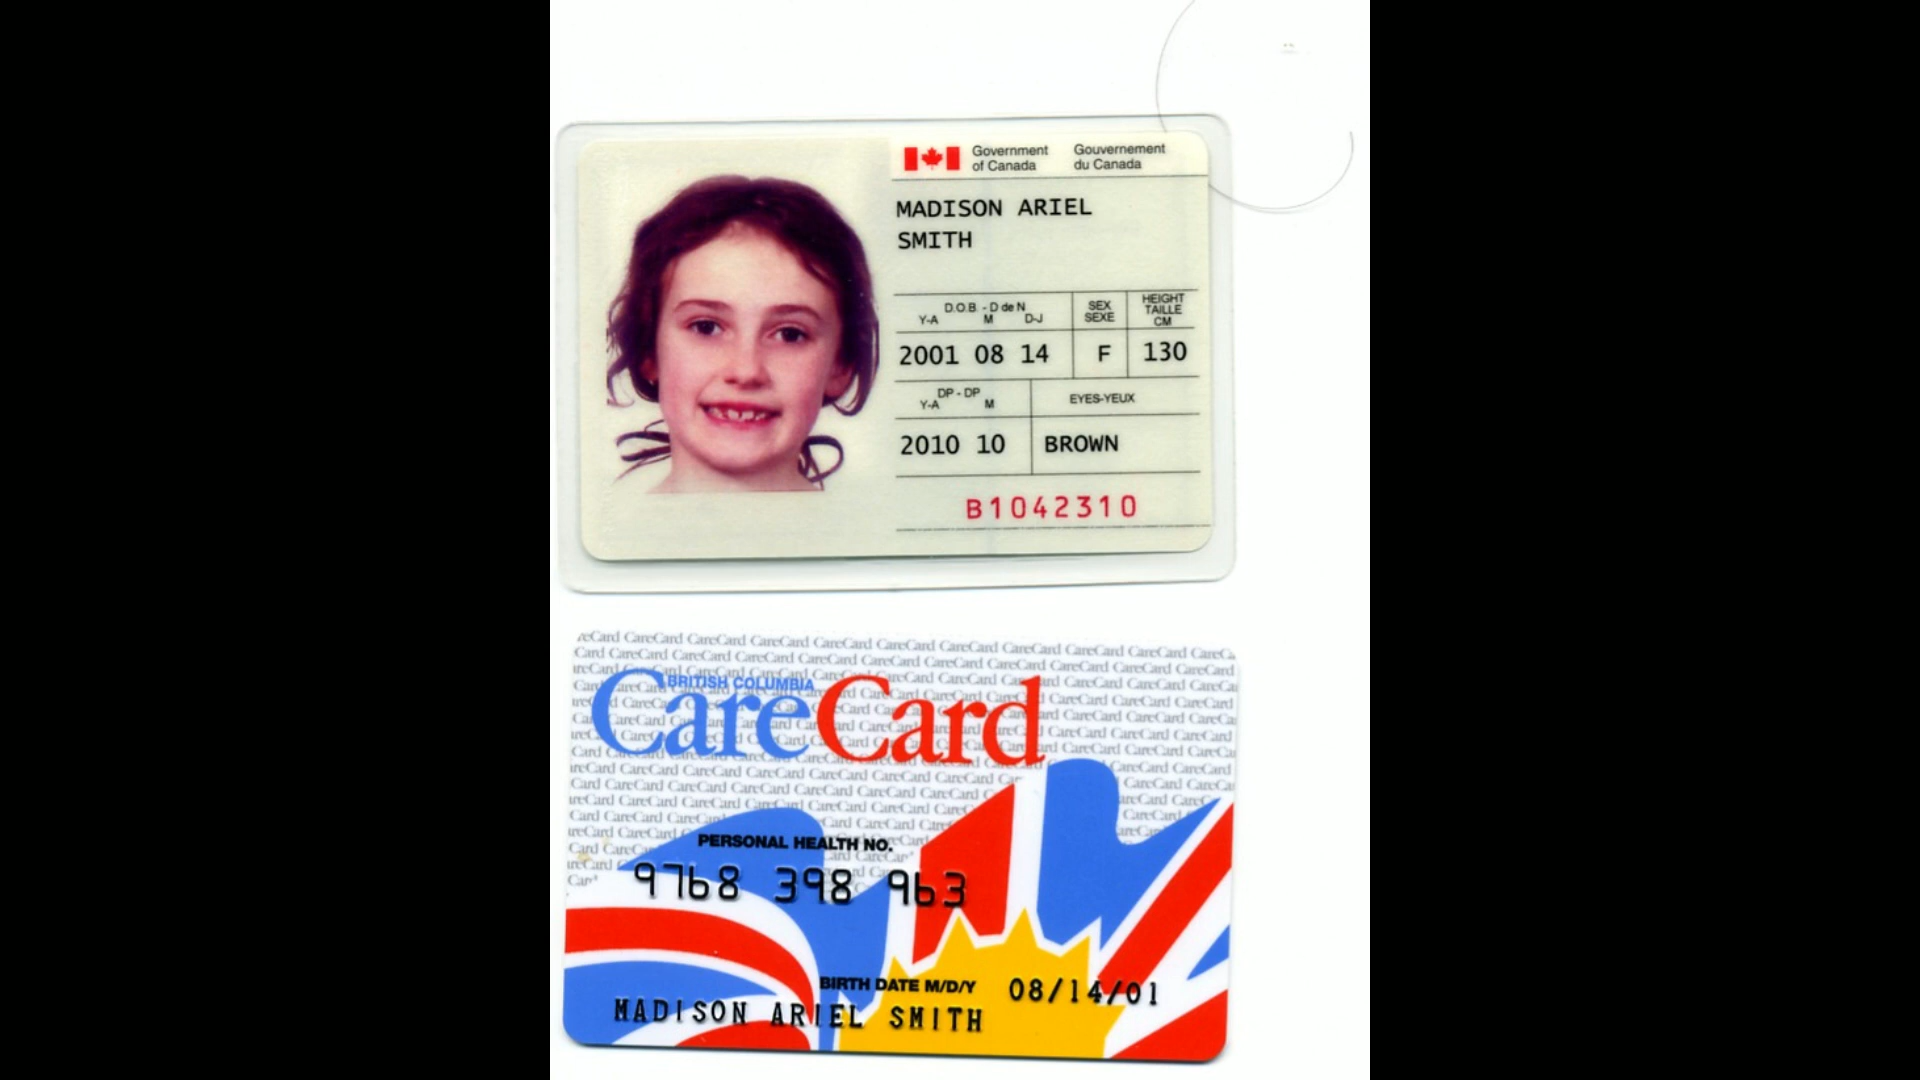 Government of Canada
Gouvernement du Canada
MADISON ARIEL
SMITH
D.O.B. - D de N
Y-A M D-J
SEX
SEXE
HEIGHT
TAILLE
CM
2001 08 14 F 130
DP - DP
Y-A M
EYES-YEUX
2010 10 BROWN
B1042310
BRITISH COLUMBIA
CareCard
PERSONAL HEALTH NO.
9768 398 963
BIRTH DATE M/D/Y 08/14/01
MADISON ARIEL SMITH